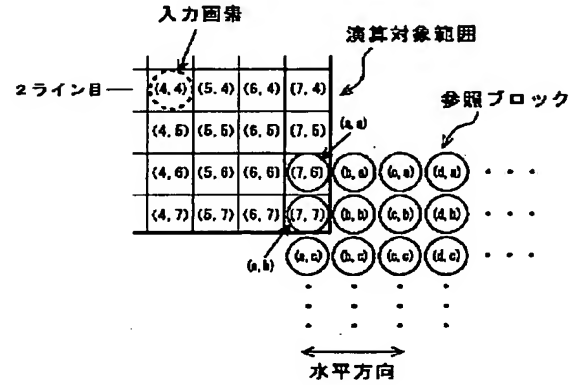 入力画素
演算対象範囲
2ライン目
参照ブロック
(4, 4) (5, 4) (6, 4) (7, 4)
(4, 5) (5, 5) (6, 5) (7, 5)
(a, a)
(4, 6) (5, 6) (6, 6) (7, 6) (b, a) (c, a) (d, a) ・・・
(4, 7) (5, 7) (6, 7) (7, 7) (b, b) (c, b) (d, b) ・・・
(a, b)
(a, c) (b, c) (c, c) (d, c) ・・・
水平方向